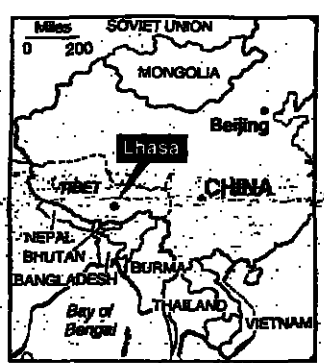 Miles
0 200
SOVIET UNION
MONGOLIA
Beijing
Lhasa
TIBET
CHINA
NEPAL
BHUTAN
BANGLADESH
BURMA
THAILAND
Bay of
Bengal
VIETNAM